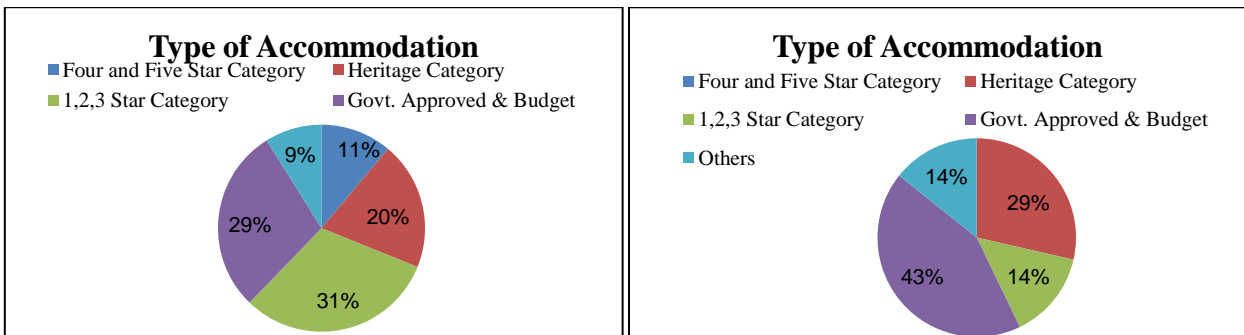 Type of Accommodation
Four and Five Star Category Heritage Category
1,2,3 Star Category Govt. Approved & Budget
9% 11%
20%
29%
31%
Type of Accommodation
Four and Five Star Category Heritage Category
1,2,3 Star Category Govt. Approved & Budget
Others
14%
29%
43% 14%